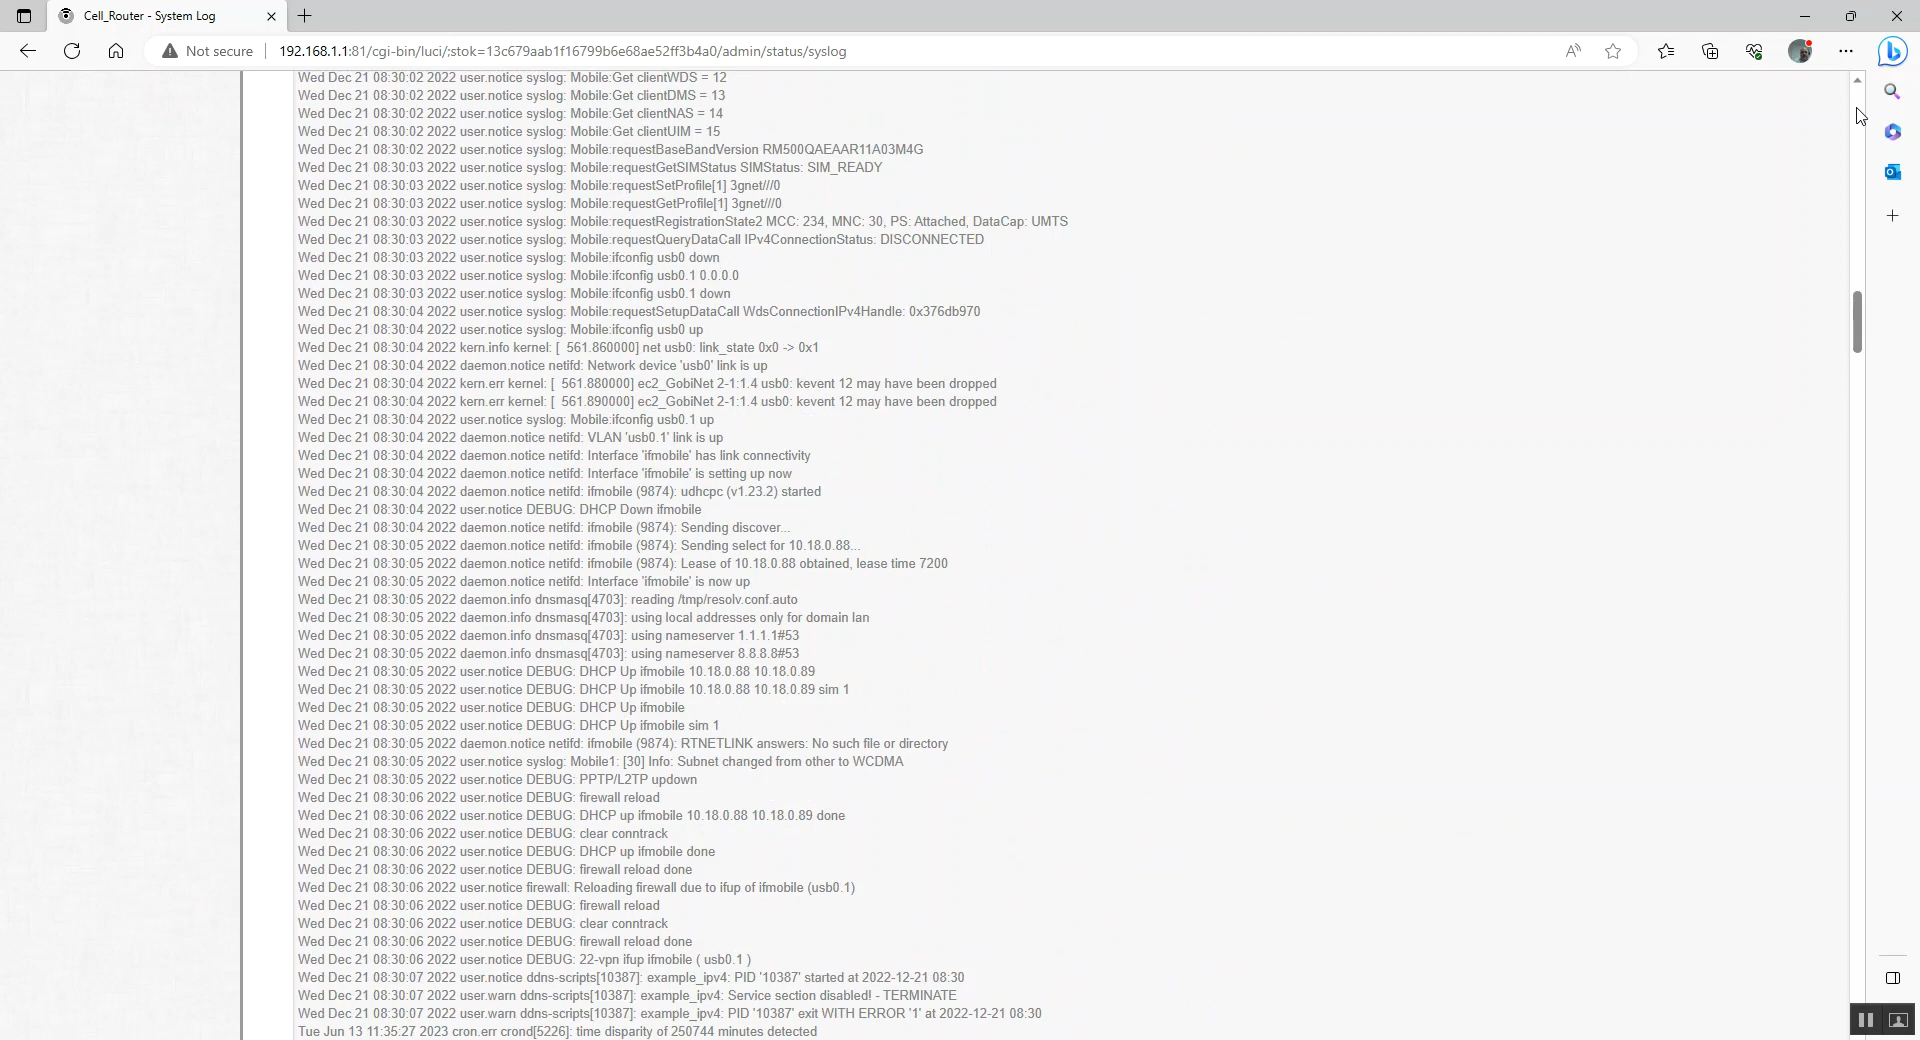 Cell_Router - System Log
Not secure
192.168.1.1:81/cgi-bin/luci/;stok=13c679aab1f16799b6e68ae52ff3b4a0/admin/status/syslog
Wed Dec 21 08:30:02 2022 user.notice syslog: Mobile:Get clientWDS = 12
Wed Dec 21 08:30:02 2022 user.notice syslog: Mobile:Get clientDMS = 13
Wed Dec 21 08:30:02 2022 user.notice syslog: Mobile:Get clientNAS = 14
Wed Dec 21 08:30:02 2022 user.notice syslog: Mobile:Get clientUIM = 15
Wed Dec 21 08:30:02 2022 user.notice syslog: Mobile:requestBaseBandVersion RM500QAEAAR11A03M4G
Wed Dec 21 08:30:03 2022 user.notice syslog: Mobile:requestGetSIMStatus SIMStatus: SIM_READY
Wed Dec 21 08:30:03 2022 user.notice syslog: Mobile:requestSetProfile[1] 3gnet///0
Wed Dec 21 08:30:03 2022 user.notice syslog: Mobile:requestGetProfile[1] 3gnet///0
Wed Dec 21 08:30:03 2022 user.notice syslog: Mobile:requestRegistrationState2 MCC: 234, MNC: 30, PS: Attached, DataCap: UMTS
Wed Dec 21 08:30:03 2022 user.notice syslog: Mobile:requestQueryDataCall IPv4ConnectionStatus: DISCONNECTED
Wed Dec 21 08:30:03 2022 user.notice syslog: Mobile:ifconfig usb0 down
Wed Dec 21 08:30:03 2022 user.notice syslog: Mobile:ifconfig usb0.1 0.0.0.0
Wed Dec 21 08:30:03 2022 user.notice syslog: Mobile:ifconfig usb0.1 down
Wed Dec 21 08:30:04 2022 user.notice syslog: Mobile:requestSetupDataCall WdsConnectionIPv4Handle: 0x376db970
Wed Dec 21 08:30:04 2022 user.notice syslog: Mobile:ifconfig usb0 up
Wed Dec 21 08:30:04 2022 kern.info kernel: [  561.860000] net usb0: link_state 0x0 -> 0x1
Wed Dec 21 08:30:04 2022 daemon.notice netifd: Network device 'usb0' link is up
Wed Dec 21 08:30:04 2022 kern.err kernel: [  561.880000] ec2_GobiNet 2-1:1.4 usb0: kevent 12 may have been dropped
Wed Dec 21 08:30:04 2022 kern.err kernel: [  561.890000] ec2_GobiNet 2-1:1.4 usb0: kevent 12 may have been dropped
Wed Dec 21 08:30:04 2022 user.notice syslog: Mobile:ifconfig usb0.1 up
Wed Dec 21 08:30:04 2022 daemon.notice netifd: VLAN 'usb0.1' link is up
Wed Dec 21 08:30:04 2022 daemon.notice netifd: Interface 'ifmobile' has link connectivity
Wed Dec 21 08:30:04 2022 daemon.notice netifd: Interface 'ifmobile' is setting up now
Wed Dec 21 08:30:04 2022 daemon.notice netifd: ifmobile (9874): udhcpc (v1.23.2) started
Wed Dec 21 08:30:04 2022 user.notice DEBUG: DHCP Down ifmobile
Wed Dec 21 08:30:04 2022 daemon.notice netifd: ifmobile (9874): Sending discover...
Wed Dec 21 08:30:05 2022 daemon.notice netifd: ifmobile (9874): Sending select for 10.18.0.88...
Wed Dec 21 08:30:05 2022 daemon.notice netifd: ifmobile (9874): Lease of 10.18.0.88 obtained, lease time 7200
Wed Dec 21 08:30:05 2022 daemon.notice netifd: Interface 'ifmobile' is now up
Wed Dec 21 08:30:05 2022 daemon.info dnsmasq[4703]: reading /tmp/resolv.conf.auto
Wed Dec 21 08:30:05 2022 daemon.info dnsmasq[4703]: using local addresses only for domain lan
Wed Dec 21 08:30:05 2022 daemon.info dnsmasq[4703]: using nameserver 1.1.1.1#53
Wed Dec 21 08:30:05 2022 daemon.info dnsmasq[4703]: using nameserver 8.8.8.8#53
Wed Dec 21 08:30:05 2022 user.notice DEBUG: DHCP Up ifmobile 10.18.0.88 10.18.0.89
Wed Dec 21 08:30:05 2022 user.notice DEBUG: DHCP Up ifmobile 10.18.0.88 10.18.0.89 sim 1
Wed Dec 21 08:30:05 2022 user.notice DEBUG: DHCP Up ifmobile
Wed Dec 21 08:30:05 2022 user.notice DEBUG: DHCP Up ifmobile sim 1
Wed Dec 21 08:30:05 2022 daemon.notice netifd: ifmobile (9874): RTNETLINK answers: No such file or directory
Wed Dec 21 08:30:05 2022 user.notice syslog: Mobile1: [30] Info: Subnet changed from other to WCDMA
Wed Dec 21 08:30:05 2022 user.notice DEBUG: PPTP/L2TP updown
Wed Dec 21 08:30:06 2022 user.notice DEBUG: firewall reload
Wed Dec 21 08:30:06 2022 user.notice DEBUG: DHCP up ifmobile 10.18.0.88 10.18.0.89 done
Wed Dec 21 08:30:06 2022 user.notice DEBUG: clear conntrack
Wed Dec 21 08:30:06 2022 user.notice DEBUG: DHCP up ifmobile done
Wed Dec 21 08:30:06 2022 user.notice DEBUG: firewall reload done
Wed Dec 21 08:30:06 2022 user.notice firewall: Reloading firewall due to ifup of ifmobile (usb0.1)
Wed Dec 21 08:30:06 2022 user.notice DEBUG: firewall reload
Wed Dec 21 08:30:06 2022 user.notice DEBUG: clear conntrack
Wed Dec 21 08:30:06 2022 user.notice DEBUG: firewall reload done
Wed Dec 21 08:30:06 2022 user.notice DEBUG: 22-vpn ifup ifmobile ( usb0.1 )
Wed Dec 21 08:30:07 2022 user.notice ddns-scripts[10387]: example_ipv4: PID '10387' started at 2022-12-21 08:30
Wed Dec 21 08:30:07 2022 user.warn ddns-scripts[10387]: example_ipv4: Service section disabled! - TERMINATE
Wed Dec 21 08:30:07 2022 user.warn ddns-scripts[10387]: example_ipv4: PID '10387' exit WITH ERROR '1' at 2022-12-21 08:30
Tue Jun 13 11:35:27 2023 cron.err crond[5226]: time disparity of 250744 minutes detected